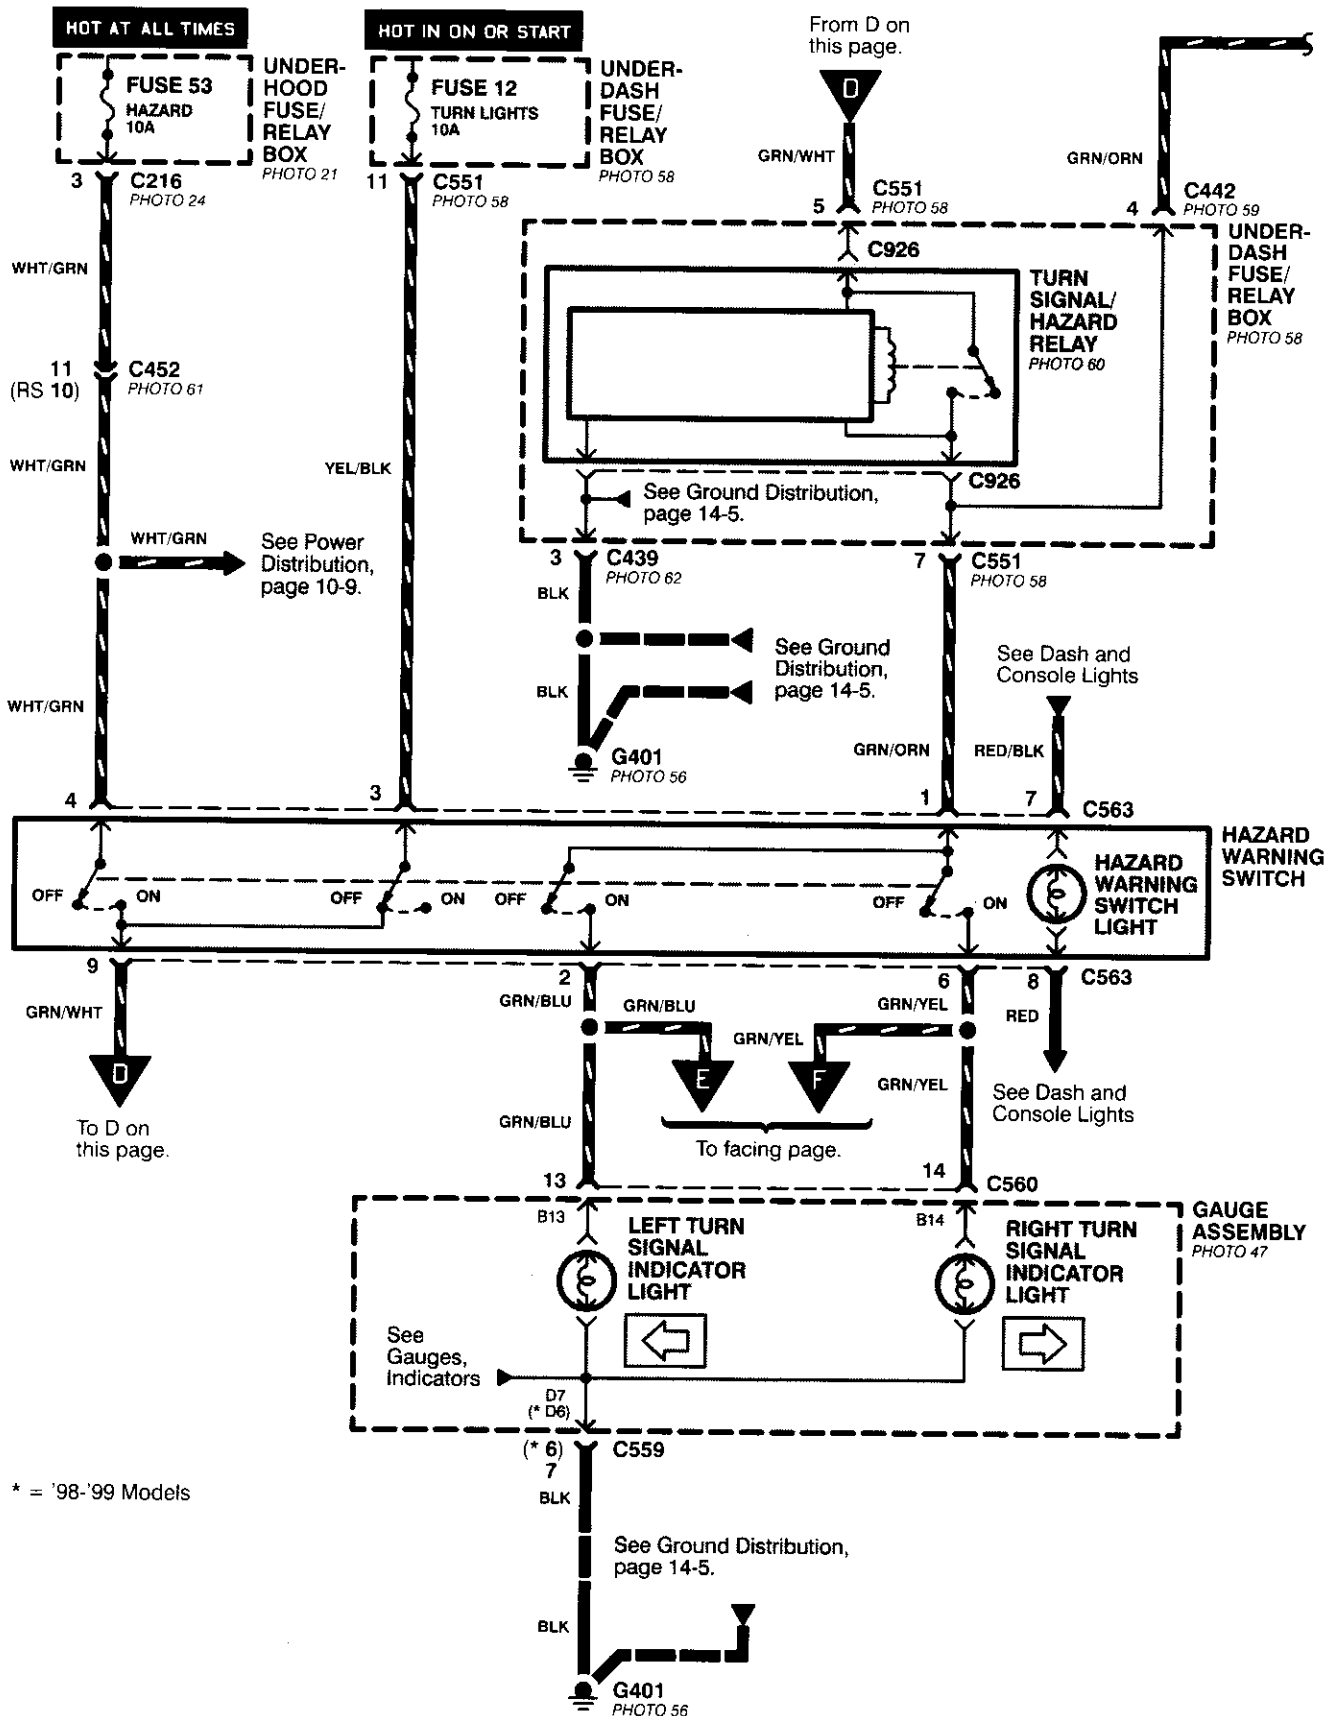 HOT AT ALL TIMES
HOT IN ON OR START
From D on
this page.
FUSE 53
HAZARD
10A
UNDER-
HOOD
FUSE/
RELAY
BOX
PHOTO 21
FUSE 12
TURN LIGHTS
10A
UNDER-
DASH
FUSE/
RELAY
BOX
PHOTO 58
D
GRN/WHT
GRN/ORN
3
C216
PHOTO 24
11
C551
PHOTO 58
5
C551
PHOTO 58
4
C442
PHOTO 59
C926
UNDER-
DASH
FUSE/
RELAY
BOX
PHOTO 58
WHT/GRN
TURN
SIGNAL/
HAZARD
RELAY
PHOTO 60
11
(RS 10)
C452
PHOTO 61
WHT/GRN
YEL/BLK
C926
See Ground Distribution,
page 14-5.
WHT/GRN
See Power
Distribution,
page 10-9.
3
C439
PHOTO 62
7
C551
PHOTO 58
BLK
See Ground
Distribution,
page 14-5.
See Dash and
Console Lights
BLK
WHT/GRN
GRN/ORN
RED/BLK
G401
PHOTO 56
4
3
1
7
C563
HAZARD
WARNING
SWITCH
OFF
ON
OFF
ON
OFF
ON
OFF
ON
HAZARD
WARNING
SWITCH
LIGHT
9
2
6
8
C563
GRN/WHT
GRN/BLU
GRN/BLU
GRN/YEL
RED
GRN/YEL
D
E
F
GRN/YEL
See Dash and
Console Lights
To D on
this page.
GRN/BLU
To facing page.
13
14
C560
B13
B14
LEFT TURN
SIGNAL
INDICATOR
LIGHT
RIGHT TURN
SIGNAL
INDICATOR
LIGHT
GAUGE
ASSEMBLY
PHOTO 47
See
Gauges,
Indicators
D7
(* D6)
(* 6)
7
C559
* = '98-'99 Models
BLK
See Ground Distribution,
page 14-5.
BLK
G401
PHOTO 56